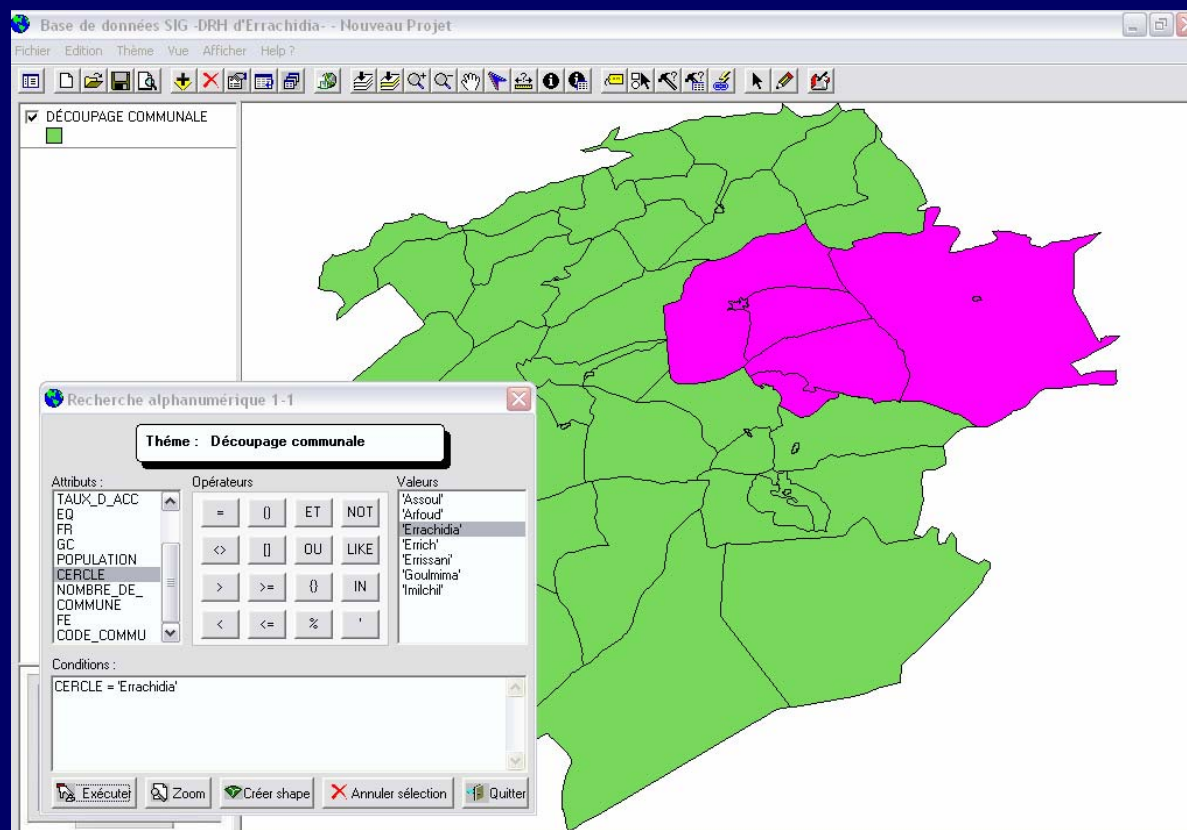 Base de données SIG -DRH d'Errachidia- - Nouveau Projet
Fichier Edition Thème Vue Afficher Help ?
DÉCOUPAGE COMMUNALE
Recherche alphanumérique 1-1
Théme : Découpage communale
Attributs : Opérateurs Valeurs
TAUX_D_ACC
EQ
FR
GC
POPULATION
CERCLE
NOMBRE_DE_
COMMUNE
FE
CODE_COMMU
= () ET NOT
<> [] OU LIKE
> >= {} IN
< <= % '
'Assoul'
'Arfoud'
'Errachidia'
'Errich'
'Errissani'
'Goulmima'
'Imilchil'
Conditions :
CERCLE = 'Errachidia'
Exécuter Zoom Créer shape Annuler sélection Quitter